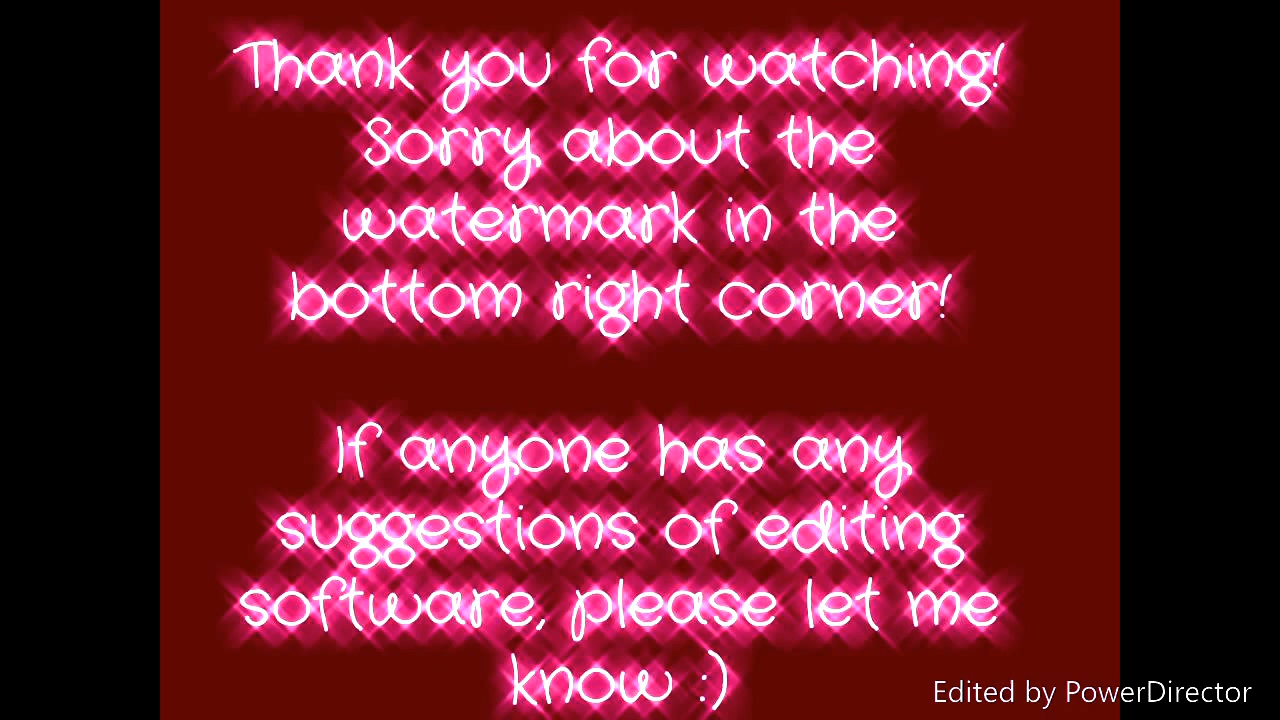 Thank you for watching!
Sorry about the
watermark in the
bottom right corner!
If anyone has any
suggestions of editing
software, please let me
know :)
Edited by PowerDirector